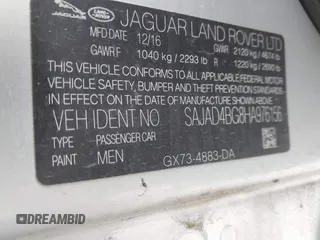 JAGUAR LAND ROVER LTD
MFD DATE 12/16 GVWR 2120 kg / 4674 lb
GAWR F 1040 kg / 2293 lb R 1220 kg / 2690 lb
THIS VEHICLE CONFORMS TO ALL APPLICABLE FEDERAL MOTOR
VEHICLE SAFETY, BUMPER AND THEFT PREVENTION STANDARDS
IN EFFECT ON THE DATE OF MANUFACTURE SHOWN ABOVE
VEH IDENT NO SAJAD4BG8HA976756
TYPE PASSENGER CAR
PAINT MEN GX73-4883-DA
DEALERSHIP.COM